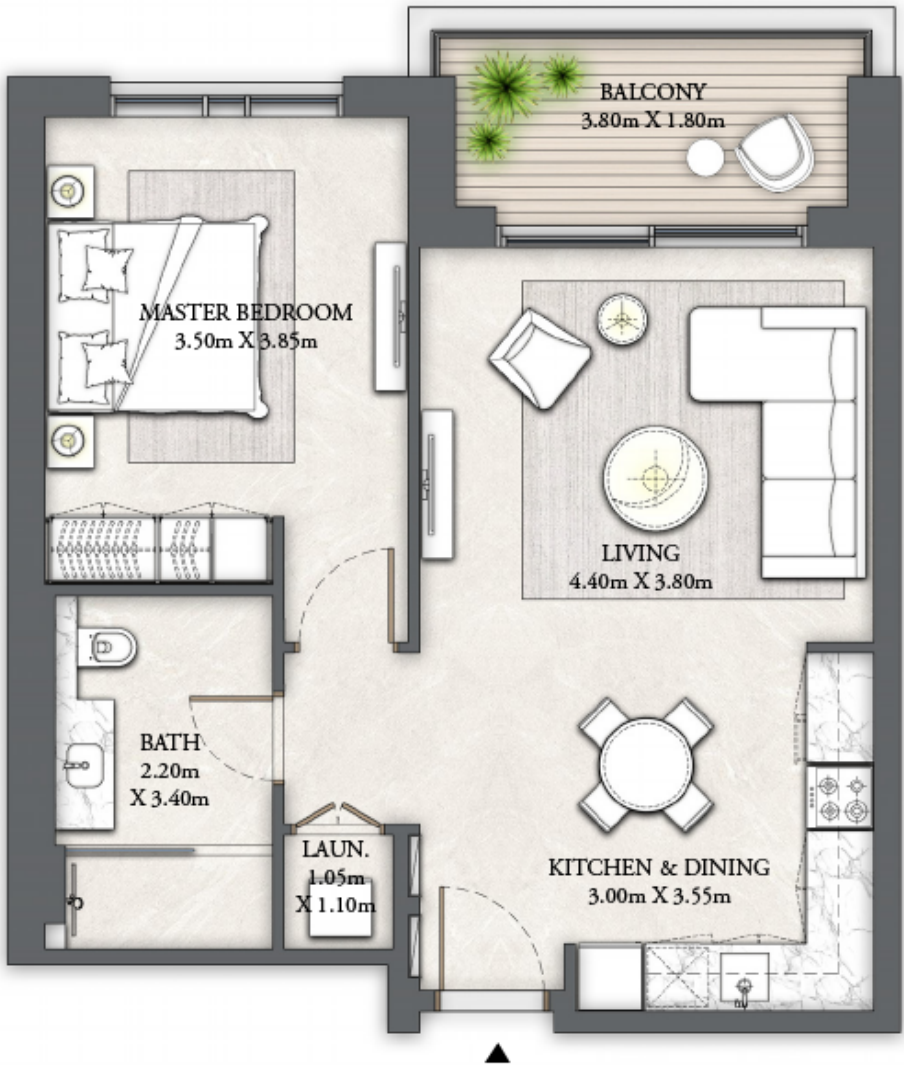 BALCONY
3.80m X 1.80m
MASTER BEDROOM
3.50m X 3.85m
LIVING
4.40m X 3.80m
BATH
2.20m
X 3.40m
LAUN.
1.05m
X 1.10m
KITCHEN & DINING
3.00m X 3.55m